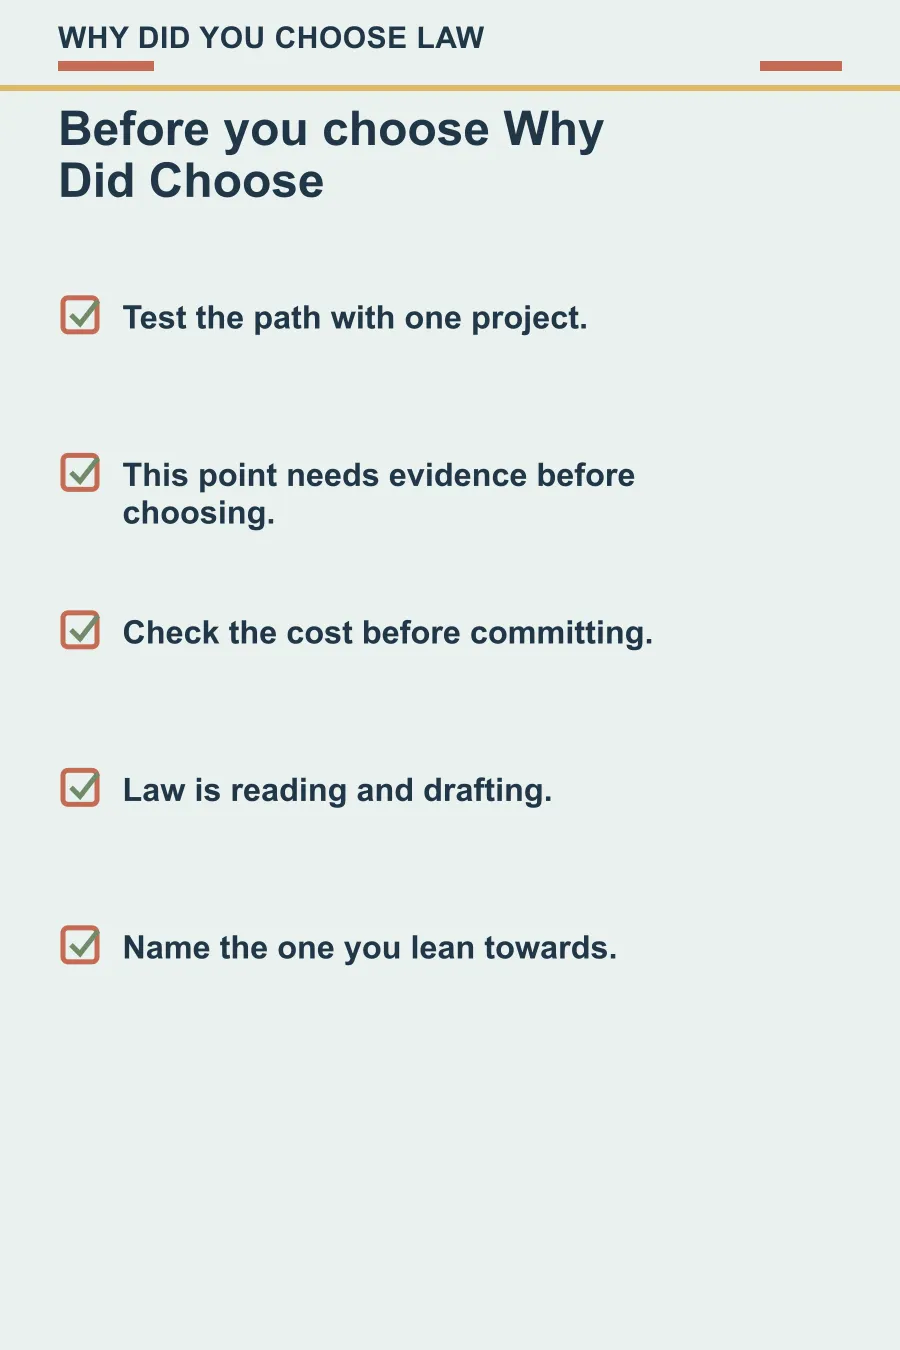 WHY DID YOU CHOOSE LAW
Before you choose Why
Did Choose
Test the path with one project.
This point needs evidence before
choosing.
Check the cost before committing.
Law is reading and drafting.
Name the one you lean towards.